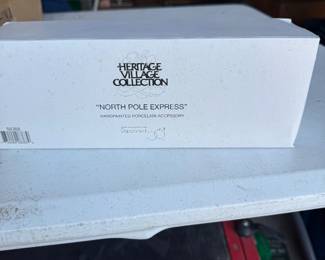 HERITAGE
VILLAGE
COLLECTION
"NORTH POLE EXPRESS"
HANDPAINTED PORCELAIN ACCESSORY